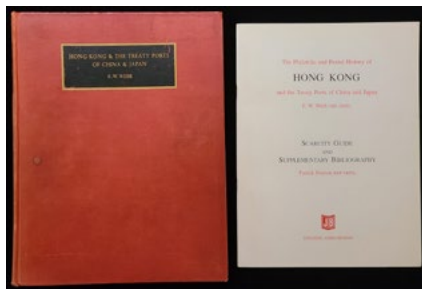 HONG KONG & THE TREATY PORTS
OF CHINA & JAPAN
F. W. WEBB
The Philatelic and Postal History of
HONG KONG
and the Treaty Ports of China and Japan
F. W. Webb
SCARCITY GUIDE
AND
SUPPLEMENTARY BIBLIOGRAPHY